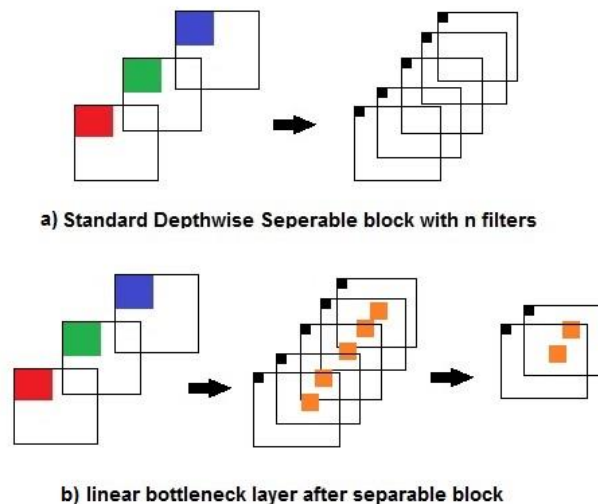 a) Standard Depthwise Seperable block with n filters
b) linear bottleneck layer after separable block